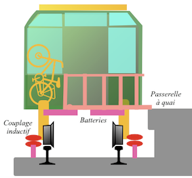 Passerelle
à quai
Batteries
Couplage
inductif